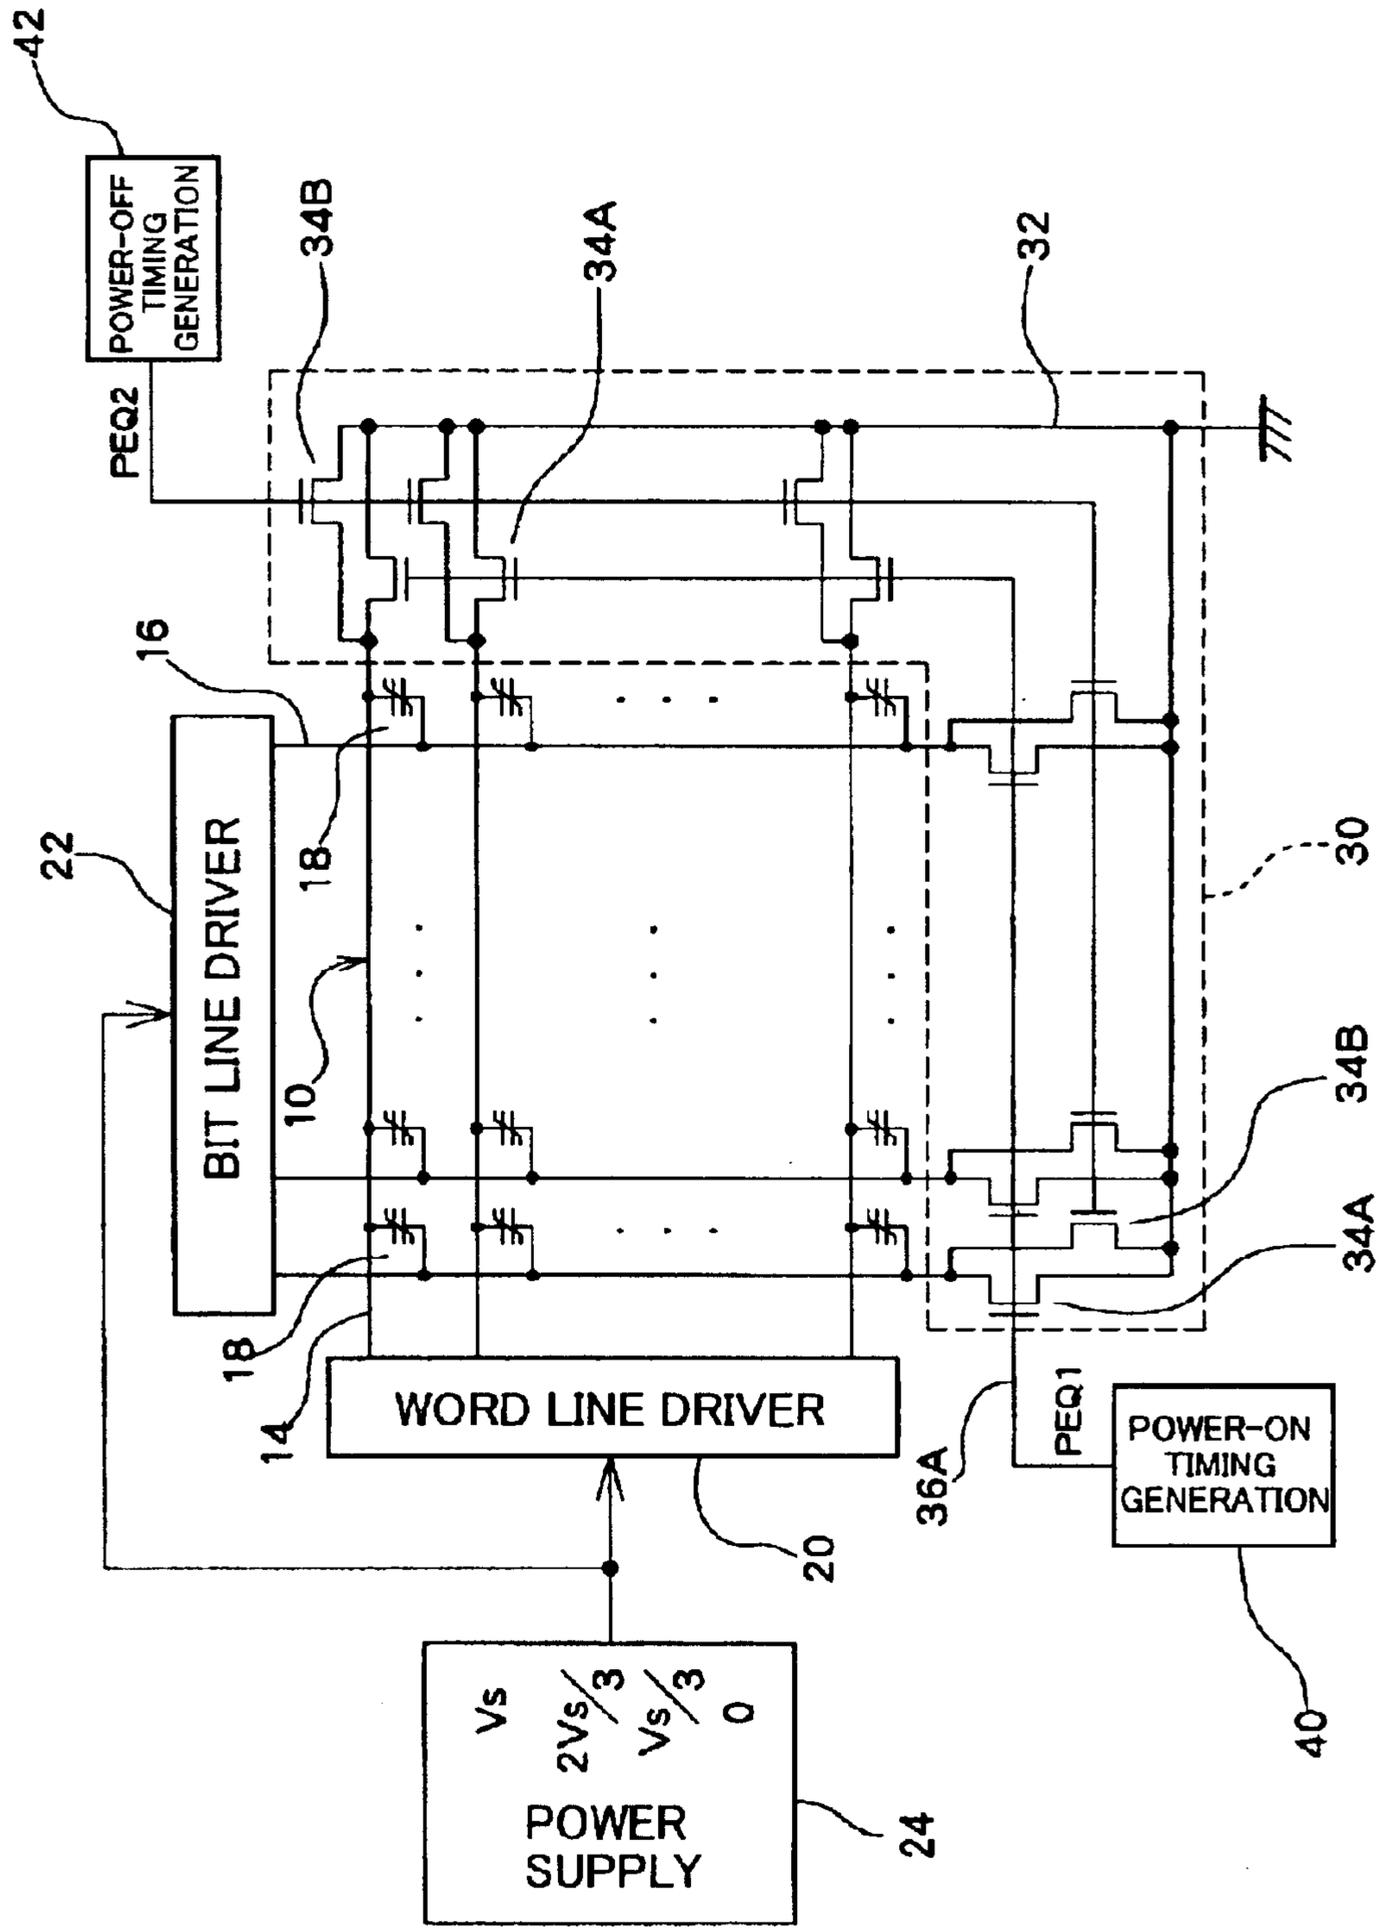 42
POWER-OFF
TIMING
GENERATION
PEQ2
34B
34A
32
16
22
BIT LINE DRIVER
18
10
30
34B
34A
18
14
WORD LINE DRIVER
20
36A
PEQ1
POWER-ON
TIMING
GENERATION
40
Vs
2Vs/3
Vs/3
0
POWER
SUPPLY
24